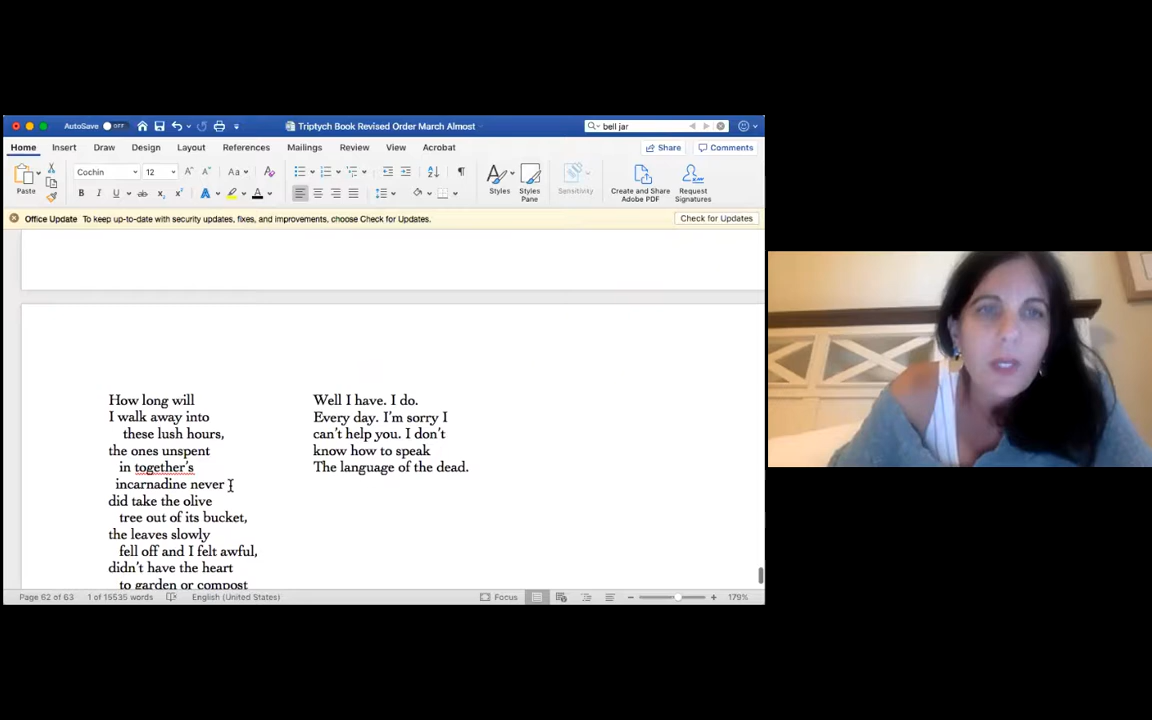 AutoSave OFF
Triptych Book Revised Order March Almost
bell jar
Home Insert Draw Design Layout References Mailings Review View Acrobat
Share Comments
Paste
Cochin 12
Aa
Styles
Styles Pane
Sensitivity
Create and Share Adobe PDF
Request Signatures
Office Update To keep up-to-date with security updates, fixes, and improvements, choose Check for Updates.
Check for Updates
How long will
I walk away into
these lush hours,
the ones unspent
in together's
incarnadine never
did take the olive
tree out of its bucket,
the leaves slowly
fell off and I felt awful,
didn't have the heart
to garden or compost
Well I have. I do.
Every day. I'm sorry I
can't help you. I don't
know how to speak
The language of the dead.
Page 62 of 63 1 of 15535 words English (United States)
Focus
179%